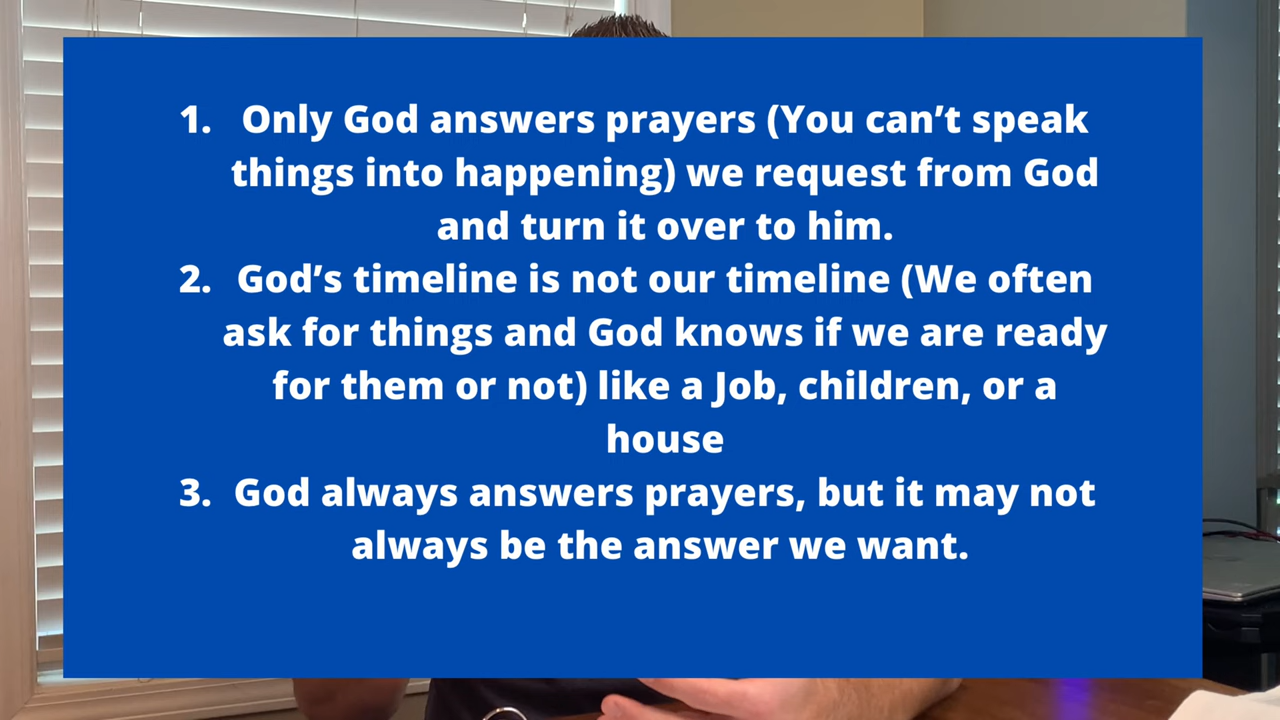 1. Only God answers prayers (You can’t speak
things into happening) we request from God
and turn it over to him.
2. God’s timeline is not our timeline (We often
ask for things and God knows if we are ready
for them or not) like a Job, children, or a
house
3. God always answers prayers, but it may not
always be the answer we want.